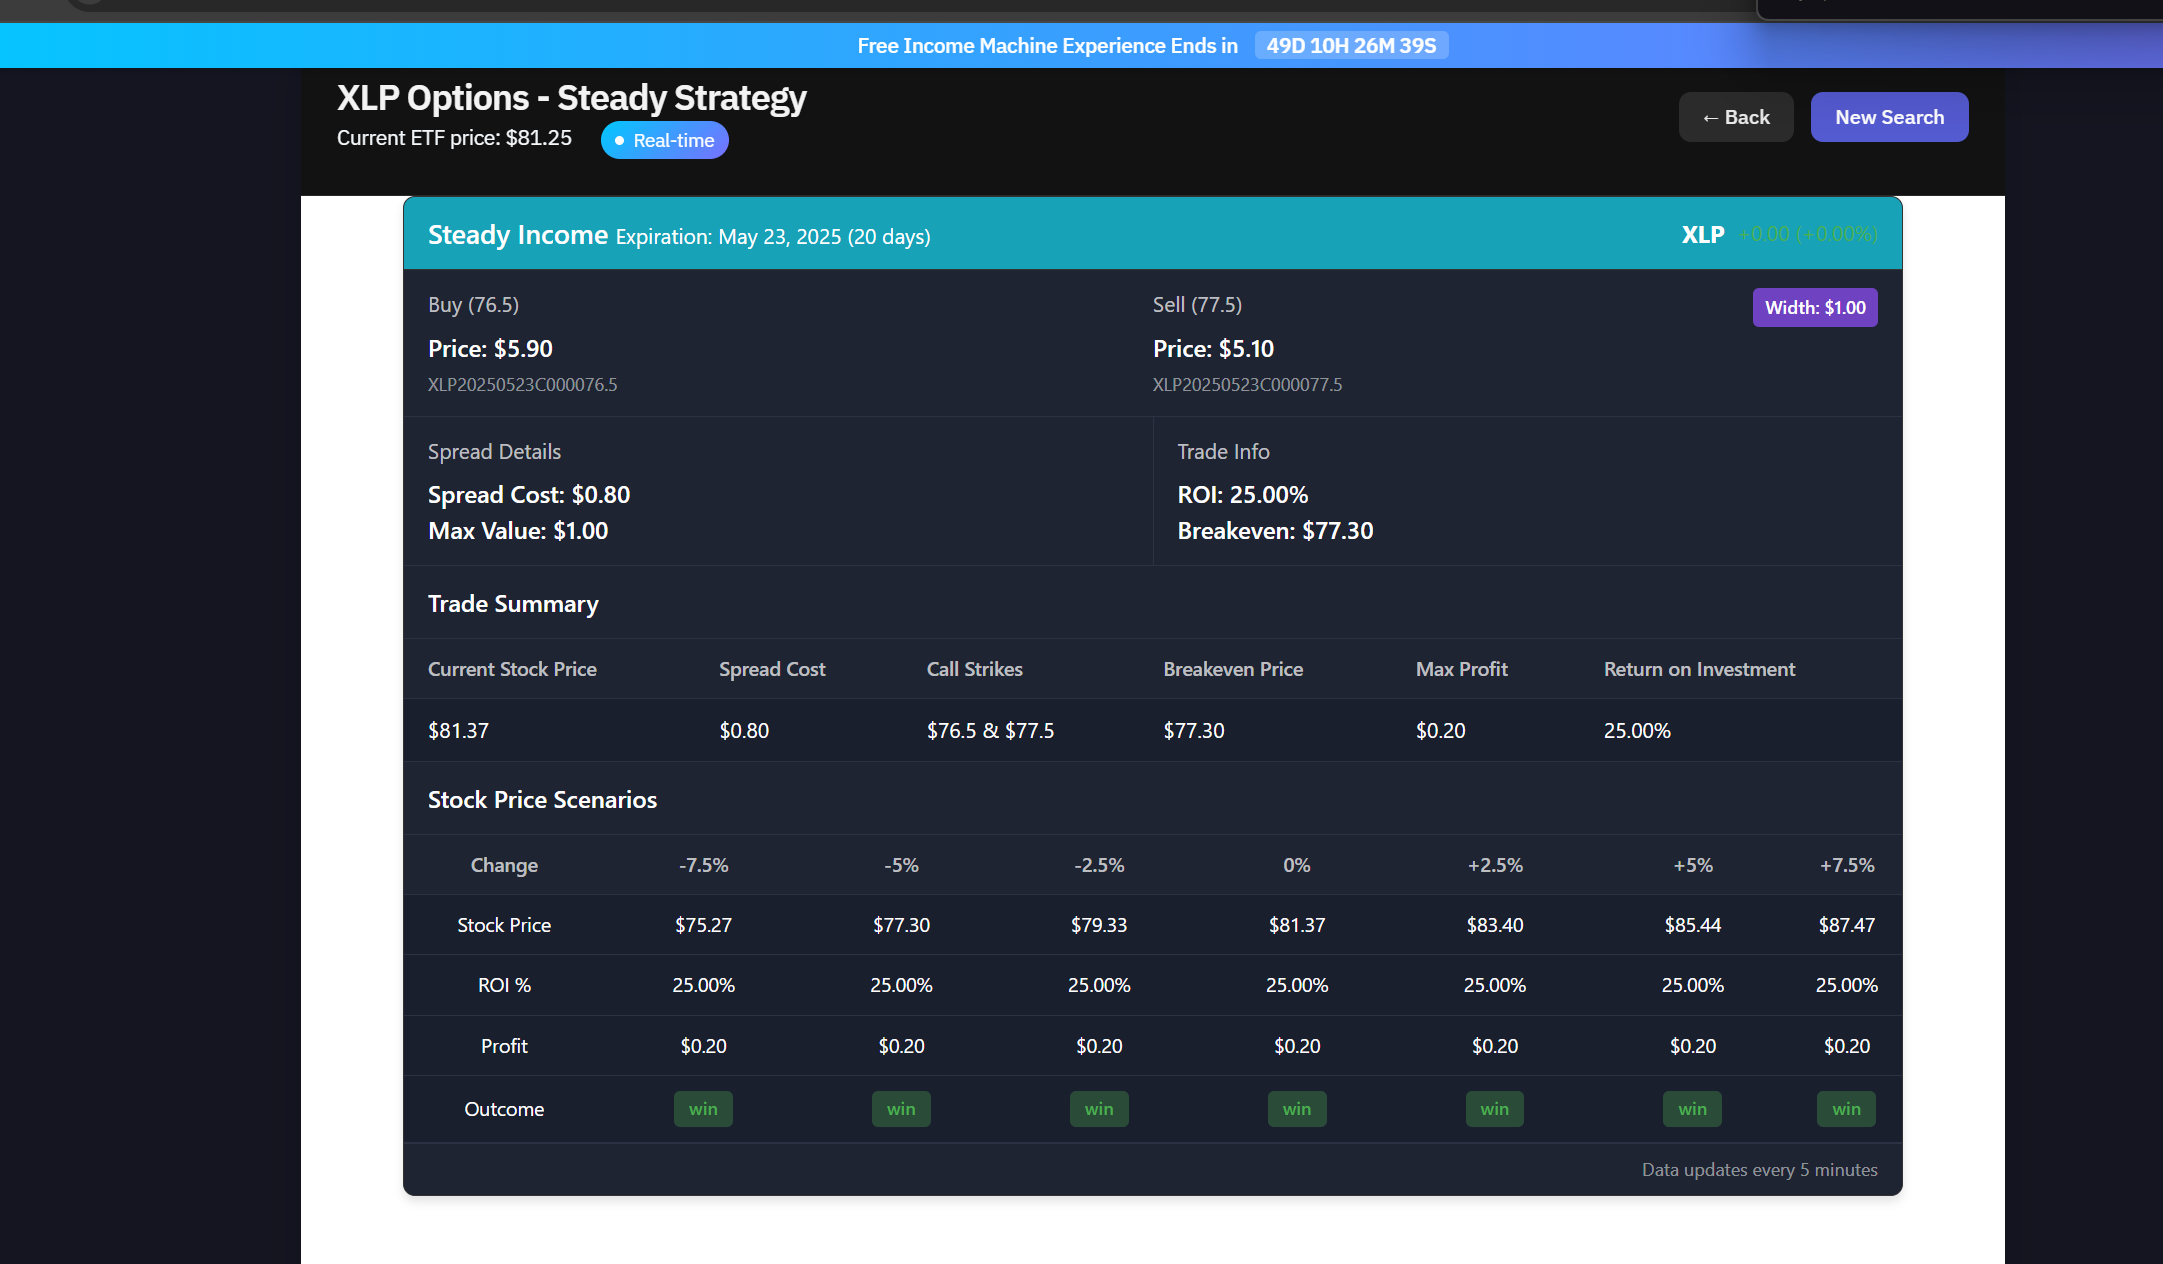 Free Income Machine Experience Ends in 49D 10H 26M 39S
XLP Options - Steady Strategy
Current ETF price: $81.25 Real-time
← Back New Search
Steady Income Expiration: May 23, 2025 (20 days) XLP +0.00 (+0.00%)
Buy (76.5) Sell (77.5) Width: $1.00
Price: $5.90 Price: $5.10
XLP20250523C000076.5 XLP20250523C000077.5
Spread Details Trade Info
Spread Cost: $0.80 ROI: 25.00%
Max Value: $1.00 Breakeven: $77.30
Trade Summary
Current Stock Price Spread Cost Call Strikes Breakeven Price Max Profit Return on Investment
$81.37 $0.80 $76.5 & $77.5 $77.30 $0.20 25.00%
Stock Price Scenarios
Change -7.5% -5% -2.5% 0% +2.5% +5% +7.5%
Stock Price $75.27 $77.30 $79.33 $81.37 $83.40 $85.44 $87.47
ROI % 25.00% 25.00% 25.00% 25.00% 25.00% 25.00% 25.00%
Profit $0.20 $0.20 $0.20 $0.20 $0.20 $0.20 $0.20
Outcome win win win win win win win
Data updates every 5 minutes